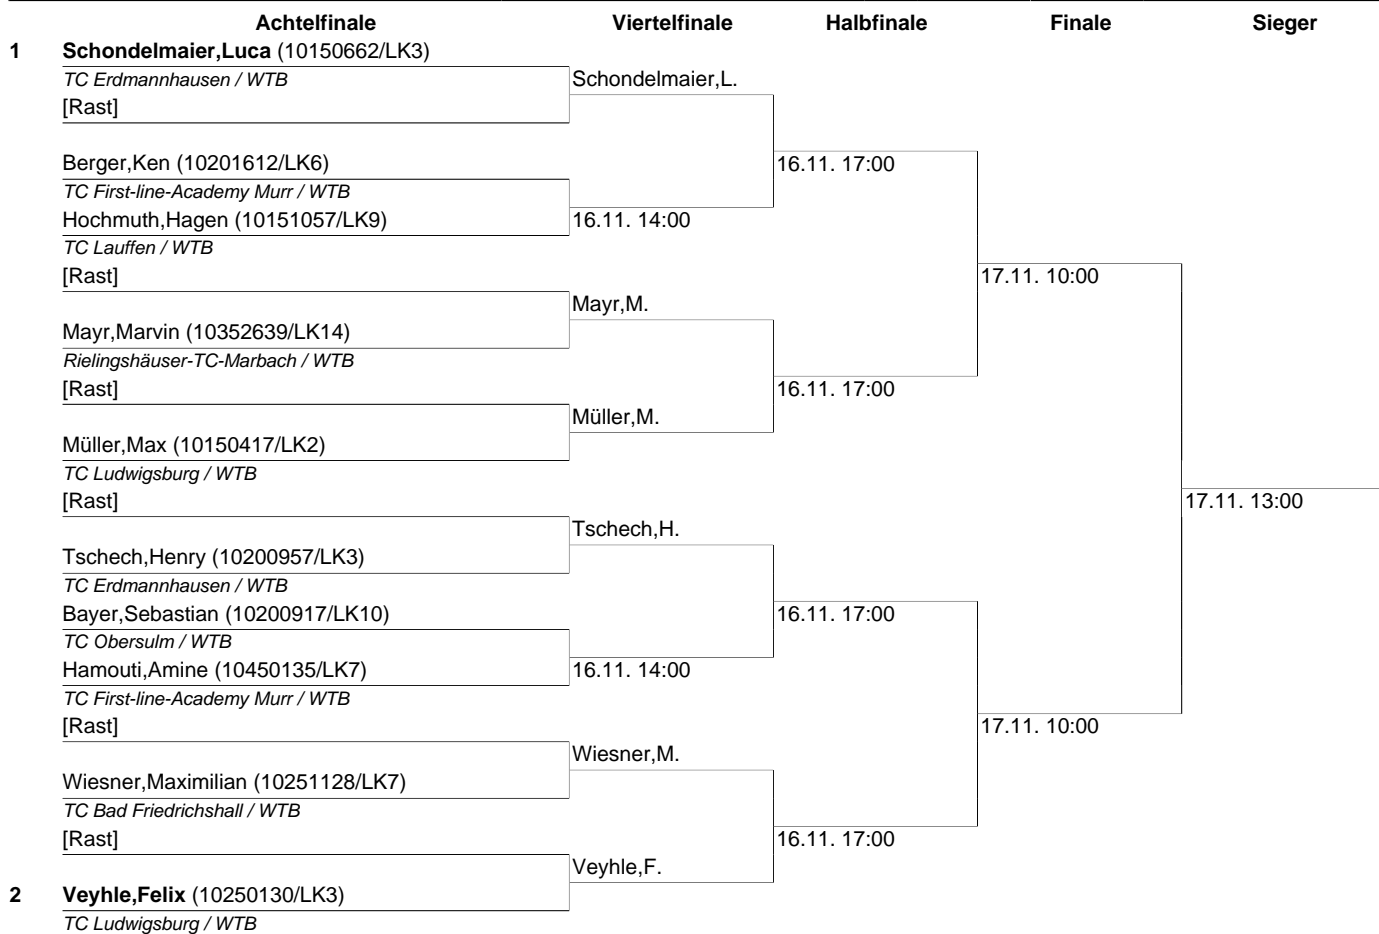 Achtelfinale Viertelfinale Halbfinale Finale Sieger
1 Schondelmaier,Luca (10150662/LK3)
TC Erdmannhausen / WTB Schondelmaier,L.
[Rast]
Berger,Ken (10201612/LK6) 16.11. 17:00
TC First-line-Academy Murr / WTB
Hochmuth,Hagen (10151057/LK9) 16.11. 14:00
TC Lauffen / WTB
[Rast] 17.11. 10:00
Mayr,M.
Mayr,Marvin (10352639/LK14)
Rielingshäuser-TC-Marbach / WTB
[Rast] 16.11. 17:00
Müller,M.
Müller,Max (10150417/LK2)
TC Ludwigsburg / WTB
[Rast] 17.11. 13:00
Tschech,H.
Tschech,Henry (10200957/LK3)
TC Erdmannhausen / WTB
Bayer,Sebastian (10200917/LK10) 16.11. 17:00
TC Obersulm / WTB
Hamouti,Amine (10450135/LK7) 16.11. 14:00
TC First-line-Academy Murr / WTB
[Rast] 17.11. 10:00
Wiesner,M.
Wiesner,Maximilian (10251128/LK7)
TC Bad Friedrichshall / WTB
[Rast] 16.11. 17:00
Veyhle,F.
2 Veyhle,Felix (10250130/LK3)
TC Ludwigsburg / WTB